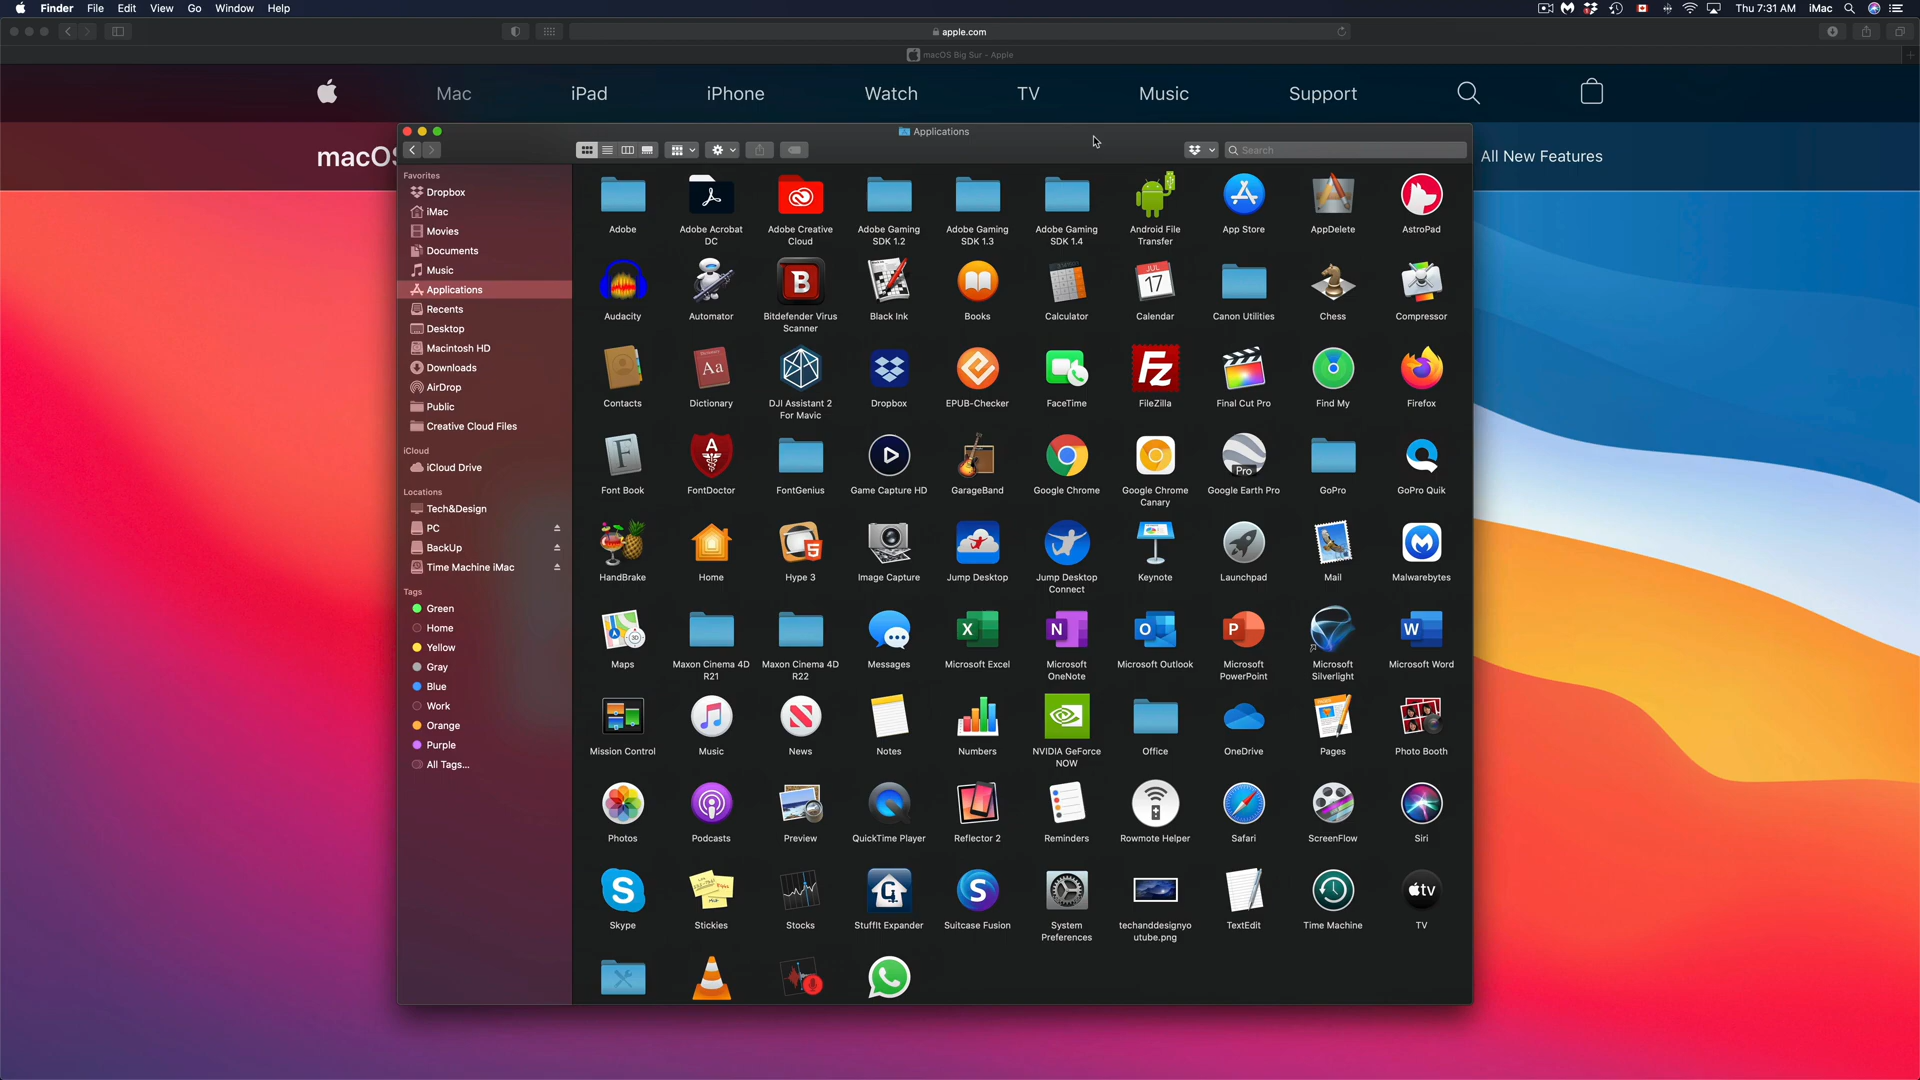 Finder File Edit View Go Window Help
Thu 7:31 AM iMac
apple.com
macOS Big Sur - Apple
Mac iPad iPhone Watch TV Music Support
macOS
All New Features
Applications
Search
Favorites
Dropbox
iMac
Movies
Documents
Music
Applications
Recents
Desktop
Macintosh HD
Downloads
AirDrop
Public
Creative Cloud Files
iCloud
iCloud Drive
Locations
Tech&Design
PC
BackUp
Time Machine iMac
Tags
Green
Home
Yellow
Gray
Blue
Work
Orange
Purple
All Tags...
Adobe
Adobe Acrobat
DC
Adobe Creative
Cloud
Adobe Gaming
SDK 1.2
Adobe Gaming
SDK 1.3
Adobe Gaming
SDK 1.4
Android File
Transfer
App Store
AppDelete
AstroPad
Audacity
Automator
B
Bitdefender Virus
Scanner
Black Ink
Books
Calculator
JUL
17
Calendar
Canon Utilities
Chess
Compressor
Contacts
Aa
Dictionary
DJI Assistant 2
For Mavic
Dropbox
EPUB-Checker
FaceTime
Fz
FileZilla
Final Cut Pro
Find My
Firefox
F
Font Book
A
FontDoctor
FontGenius
Game Capture HD
GarageBand
Google Chrome
Google Chrome
Canary
Pro
Google Earth Pro
GoPro
GoPro Quik
HandBrake
Home
5
Hype 3
Image Capture
Jump Desktop
Jump Desktop
Connect
Keynote
Launchpad
Mail
Malwarebytes
3D
Maps
Maxon Cinema 4D
R21
Maxon Cinema 4D
R22
Messages
X
Microsoft Excel
N
Microsoft
OneNote
O
Microsoft Outlook
P
Microsoft
PowerPoint
Microsoft
Silverlight
W
Microsoft Word
Mission Control
Music
News
Notes
Numbers
NVIDIA GeForce
NOW
Office
OneDrive
Pages
Photo Booth
Photos
Podcasts
Preview
QuickTime Player
Reflector 2
Reminders
Rowmote Helper
Safari
ScreenFlow
Siri
S
Skype
Stickies
Stocks
StuffIt Expander
S
Suitcase Fusion
System
Preferences
techanddesignyo
utube.png
TextEdit
Time Machine
tv
TV